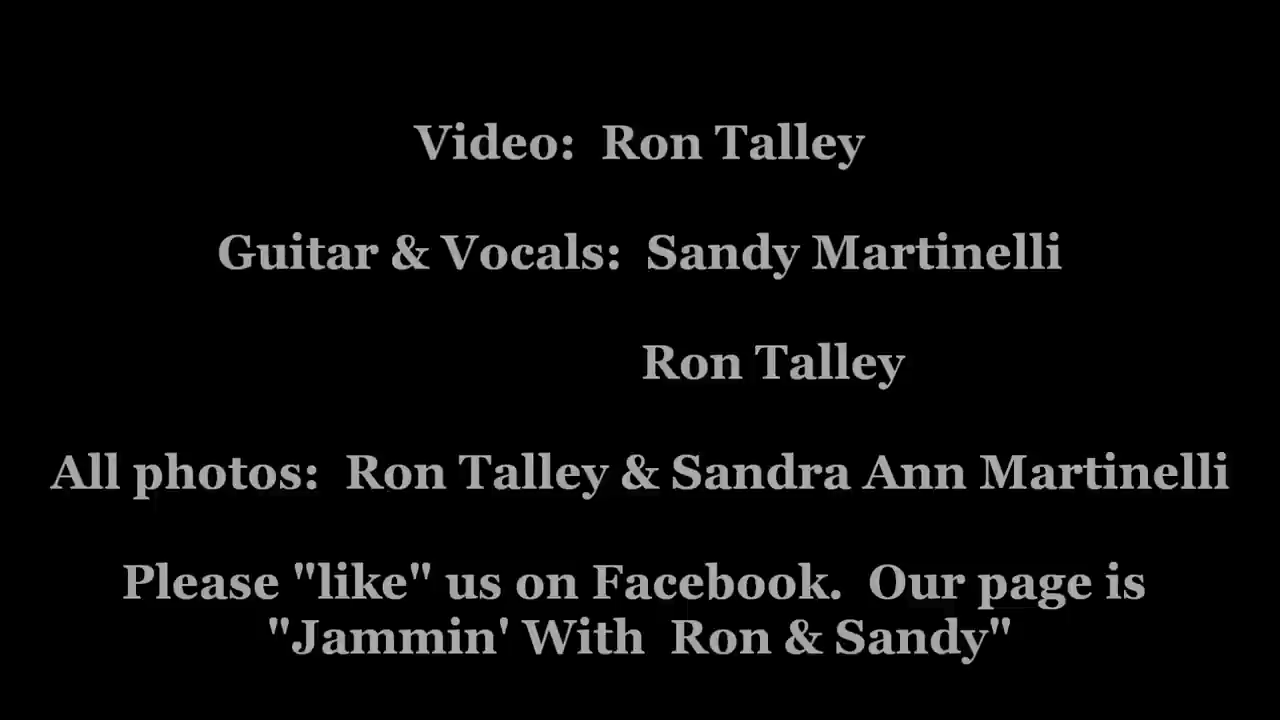 Video:  Ron Talley
Guitar & Vocals:  Sandy Martinelli
Ron Talley
All photos:  Ron Talley & Sandra Ann Martinelli
Please "like" us on Facebook.  Our page is
"Jammin' With  Ron & Sandy"